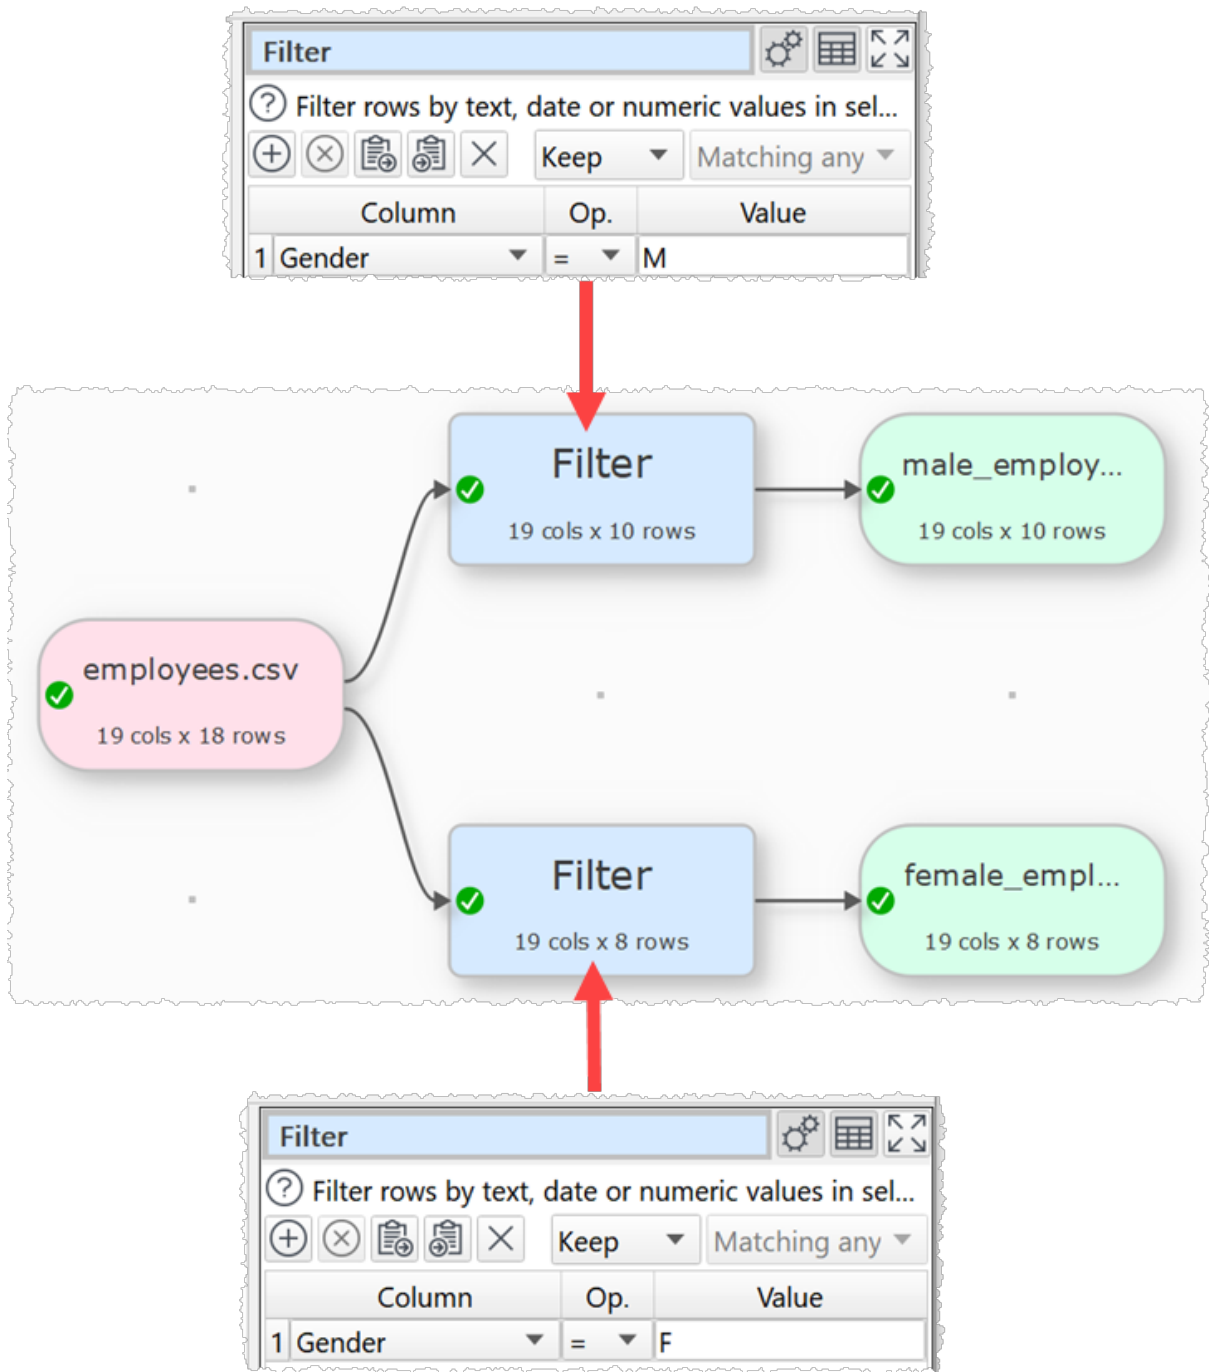 Filter
Filter rows by text, date or numeric values in sel...
Keep Matching any
Column Op. Value
1 Gender = M
Filter
19 cols x 10 rows
male_employ...
19 cols x 10 rows
employees.csv
19 cols x 18 rows
Filter
19 cols x 8 rows
female_empl...
19 cols x 8 rows
Filter
Filter rows by text, date or numeric values in sel...
Keep Matching any
Column Op. Value
1 Gender = F